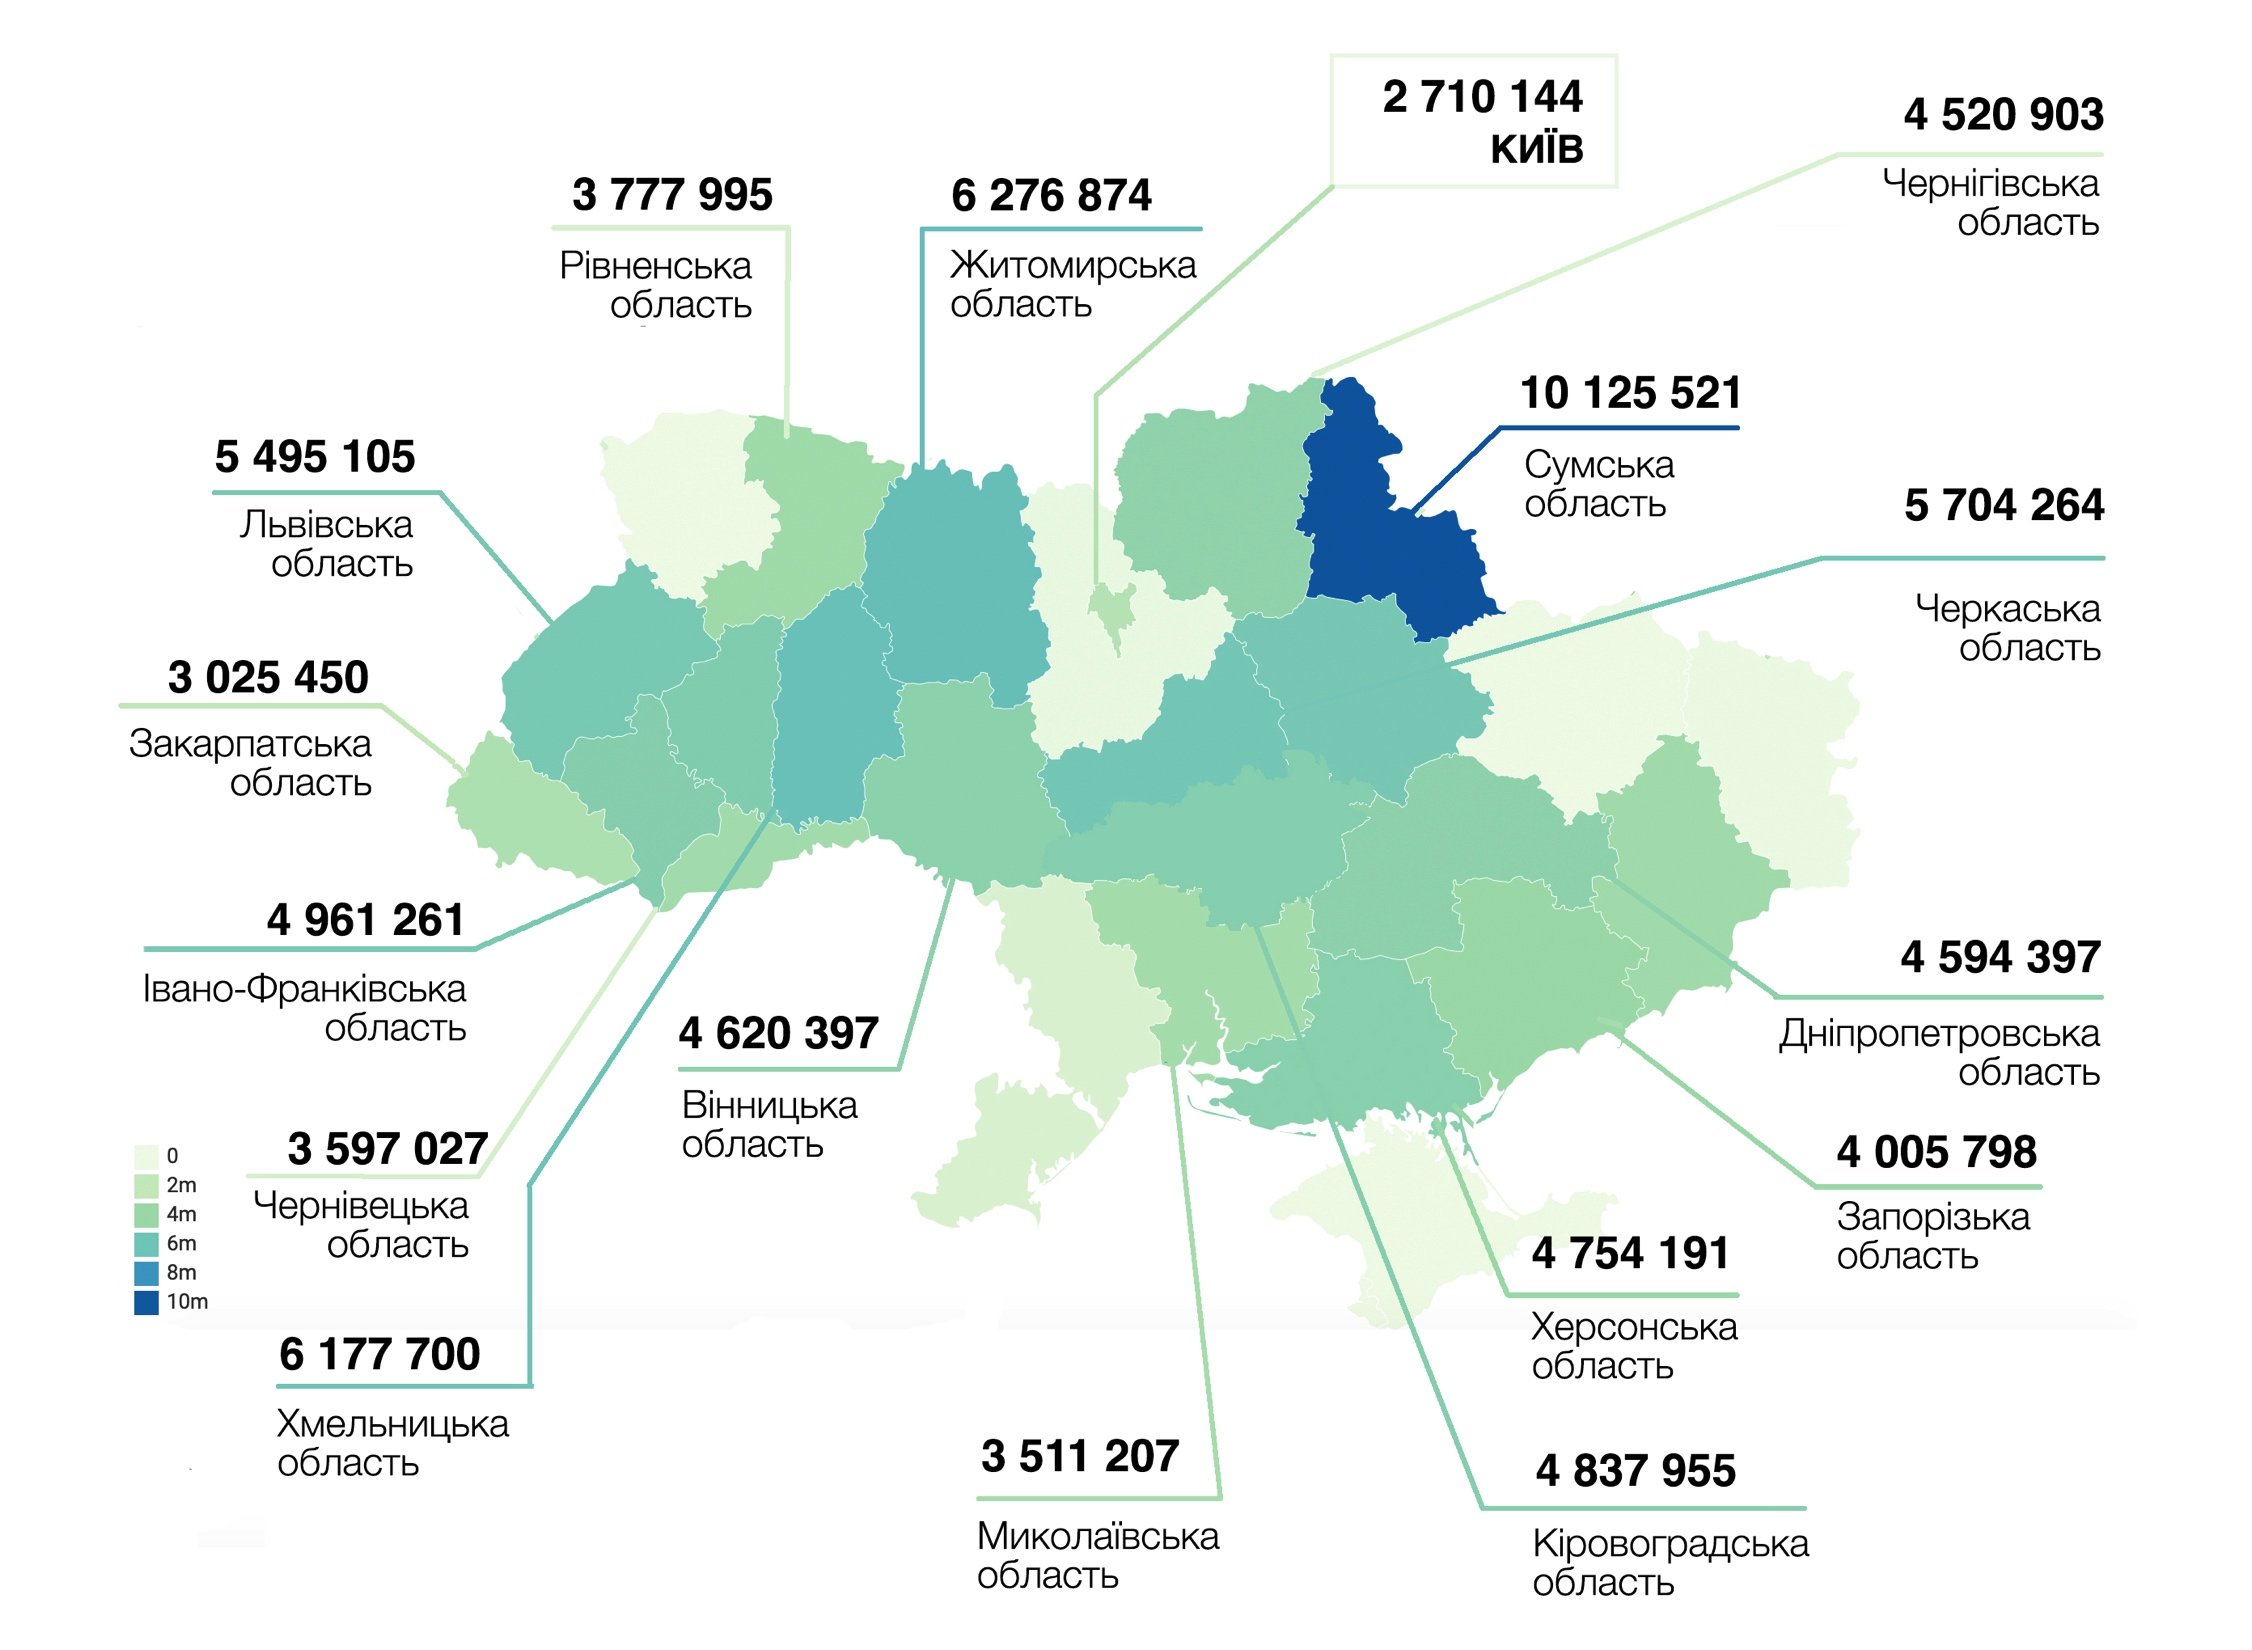 2 710 144
КИЇВ
4 520 903
Чернігівська
область
3 777 995
Рівненська
область
6 276 874
Житомирська
область
10 125 521
Сумська
область
5 495 105
Львівська
область
5 704 264
Черкаська
область
3 025 450
Закарпатська
область
4 961 261
Івано-Франківська
область
4 594 397
Дніпропетровська
область
4 620 397
Вінницька
область
3 597 027
Чернівецька
область
4 005 798
Запорізька
область
0
2m
4m
6m
8m
10m
4 754 191
Херсонська
область
6 177 700
Хмельницька
область
3 511 207
Миколаївська
область
4 837 955
Кіровоградська
область